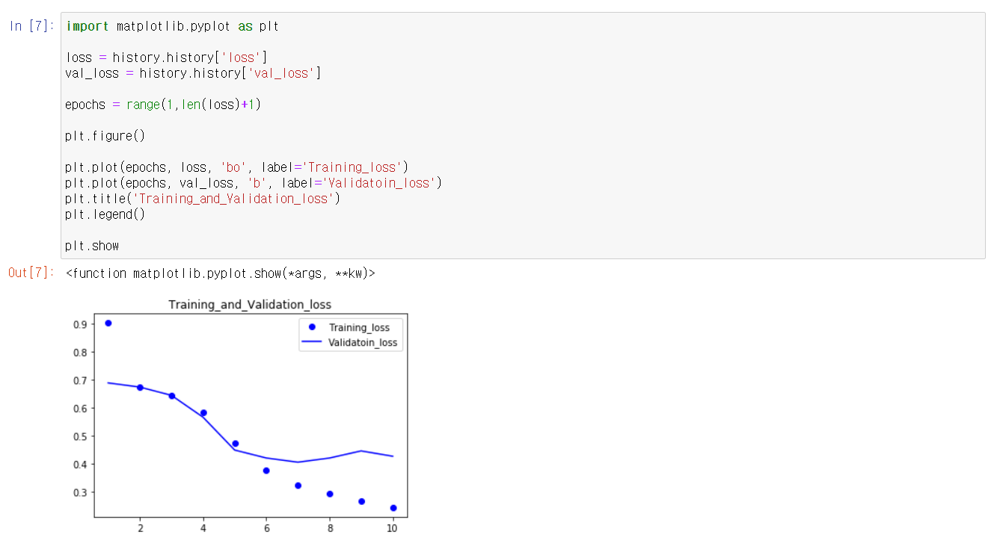 In [7]: import matplotlib.pyplot as plt
loss = history.history['loss']
val_loss = history.history['val_loss']
epochs = range(1,len(loss)+1)
plt.figure()
plt.plot(epochs, loss, 'bo', label='Training_loss')
plt.plot(epochs, val_loss, 'b', label='Validatoin_loss')
plt.title('Training_and_Validation_loss')
plt.legend()
plt.show
Out[7]: <function matplotlib.pyplot.show(*args, **kw)>
Training_and_Validation_loss
Training_loss
Validatoin_loss
0.9
0.8
0.7
0.6
0.5
0.4
0.3
2 4 6 8 10